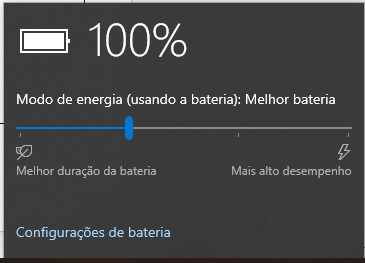 100%
Modo de energia (usando a bateria): Melhor bateria
Melhor duração da bateria
Mais alto desempenho
Configurações de bateria